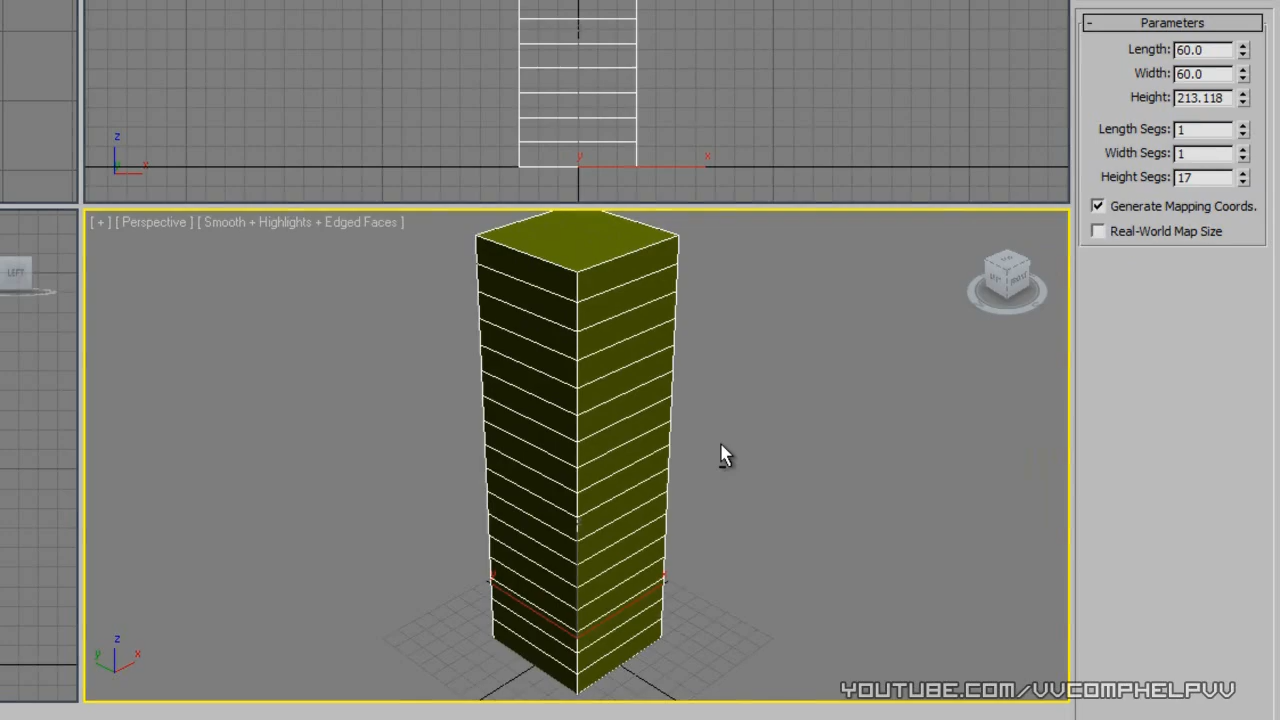 - Parameters
Length: 60.0
Width: 60.0
Height: 213.118
Length Segs: 1
Width Segs: 1
Height Segs: 17
Generate Mapping Coords.
Real-World Map Size
z
x
y
x
[ + ] [ Perspective ] [ Smooth + Highlights + Edged Faces ]
LEFT
z
y
x
YOUTUBE.COM/VVCOMPHELPVV